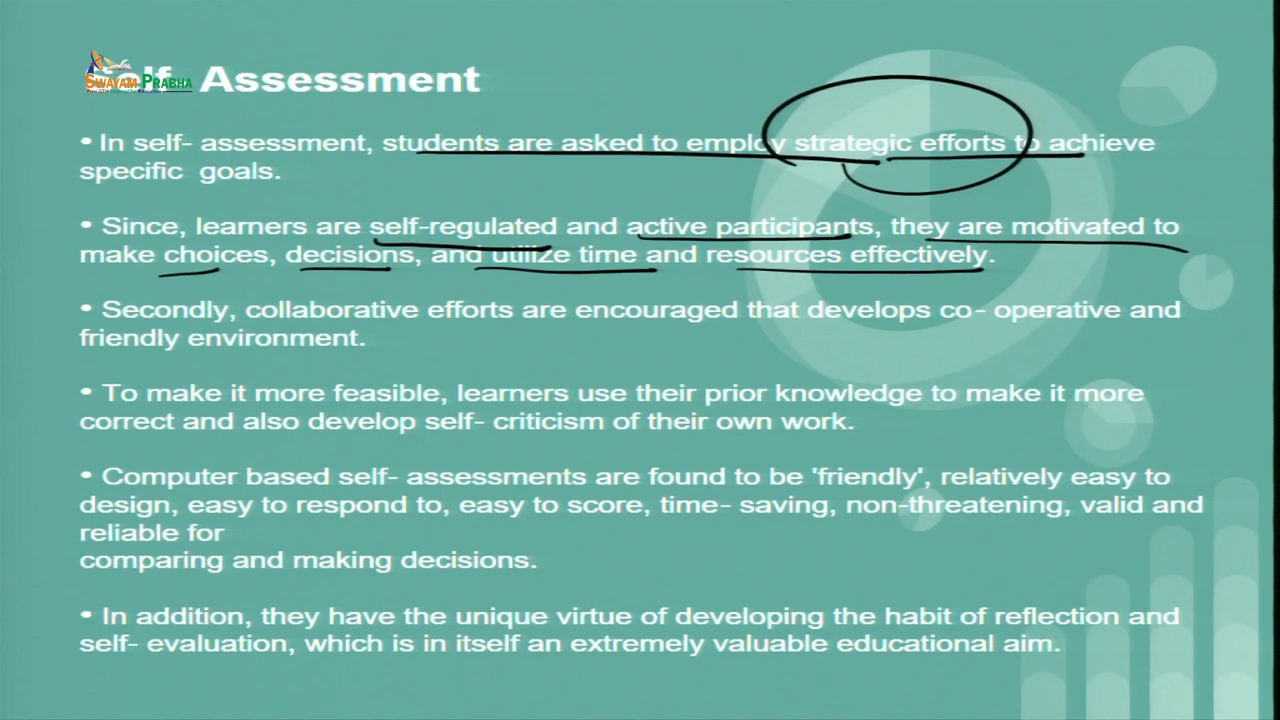 SWAYAM PRABHA
Assessment
• In self- assessment, students are asked to employ strategic efforts to achieve
specific goals.
• Since, learners are self-regulated and active participants, they are motivated to
make choices, decisions, and utilize time and resources effectively.
• Secondly, collaborative efforts are encouraged that develops co- operative and
friendly environment.
• To make it more feasible, learners use their prior knowledge to make it more
correct and also develop self- criticism of their own work.
• Computer based self- assessments are found to be 'friendly', relatively easy to
design, easy to respond to, easy to score, time- saving, non-threatening, valid and
reliable for
comparing and making decisions.
• In addition, they have the unique virtue of developing the habit of reflection and
self- evaluation, which is in itself an extremely valuable educational aim.